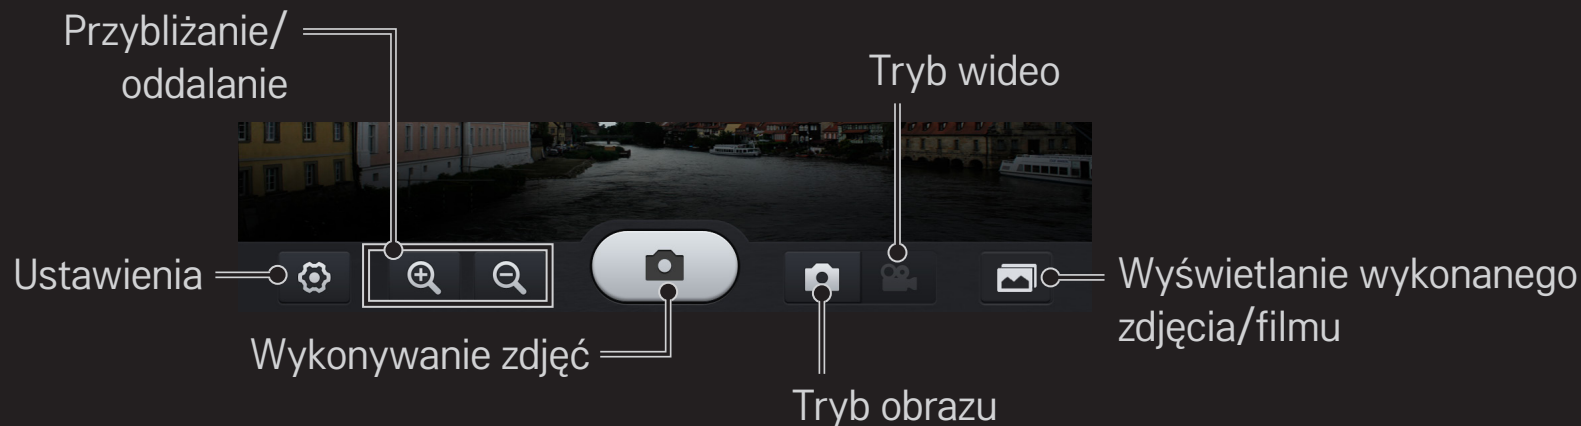 Przybliżanie/
oddalanie
Tryb wideo
Ustawienia
Wyświetlanie wykonanego
zdjęcia/filmu
Wykonywanie zdjęć
Tryb obrazu